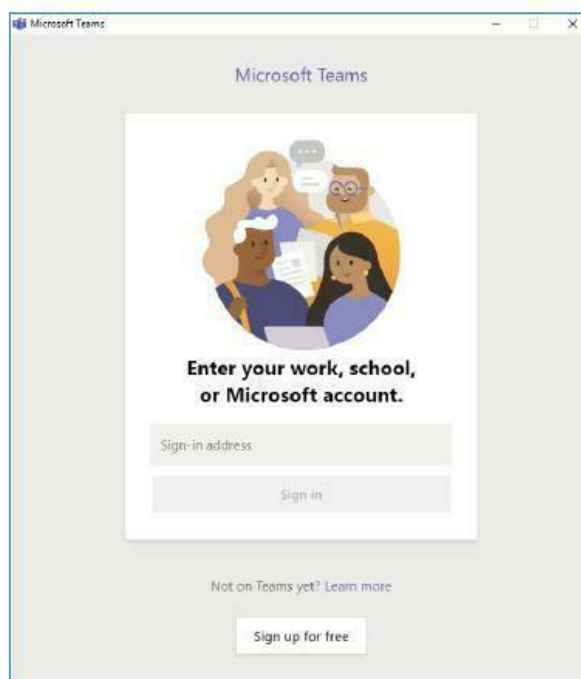 Microsoft Teams
Microsoft Teams
Enter your work, school,
or Microsoft account.
Sign-in address
Sign in
Not on Teams yet? Learn more
Sign up for free